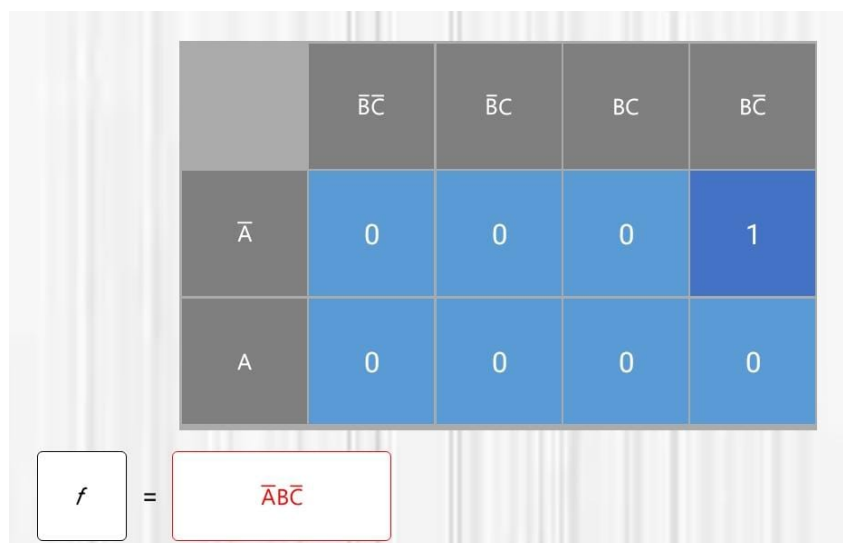 B̅C̅ B̅C BC BC̅
A̅ 0 0 0 1
A 0 0 0 0
f = A̅BC̅